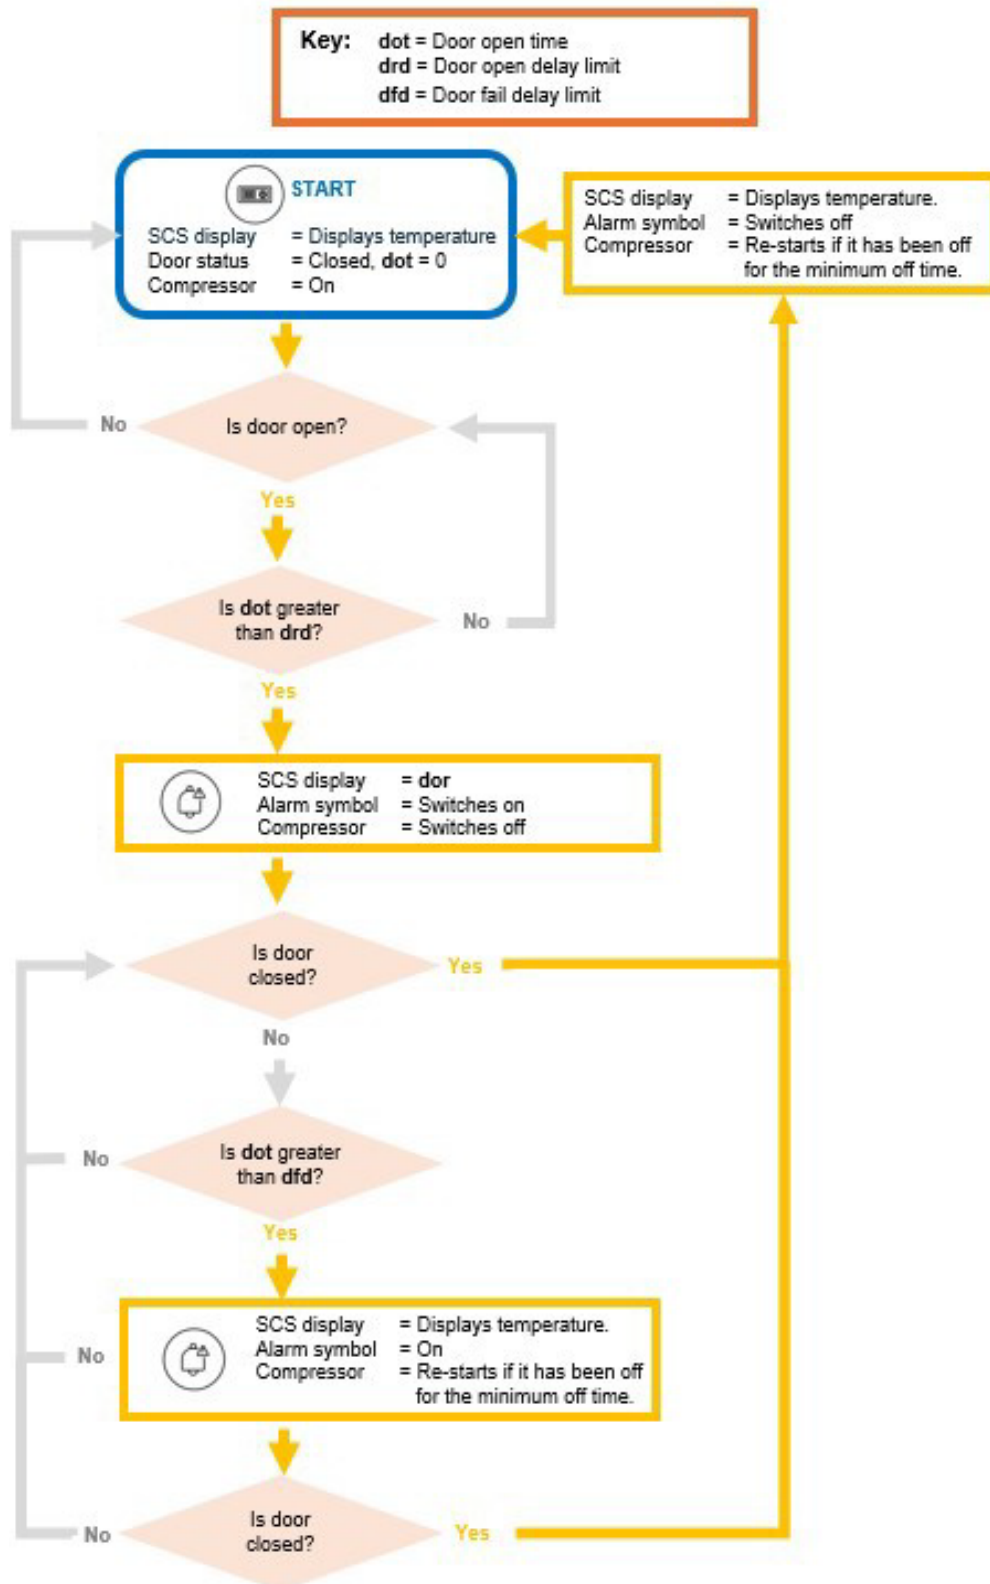 Key: dot = Door open time
drd = Door open delay limit
dfd = Door fail delay limit
START
SCS display = Displays temperature
Door status = Closed, dot = 0
Compressor = On
SCS display = Displays temperature.
Alarm symbol = Switches off
Compressor = Re-starts if it has been off
for the minimum off time.
No
Is door open?
Yes
Is dot greater
than drd?
No
Yes
SCS display = dor
Alarm symbol = Switches on
Compressor = Switches off
Is door
closed?
Yes
No
No
Is dot greater
than dfd?
Yes
SCS display = Displays temperature.
Alarm symbol = On
Compressor = Re-starts if it has been off
for the minimum off time.
No
No
Is door
closed?
Yes